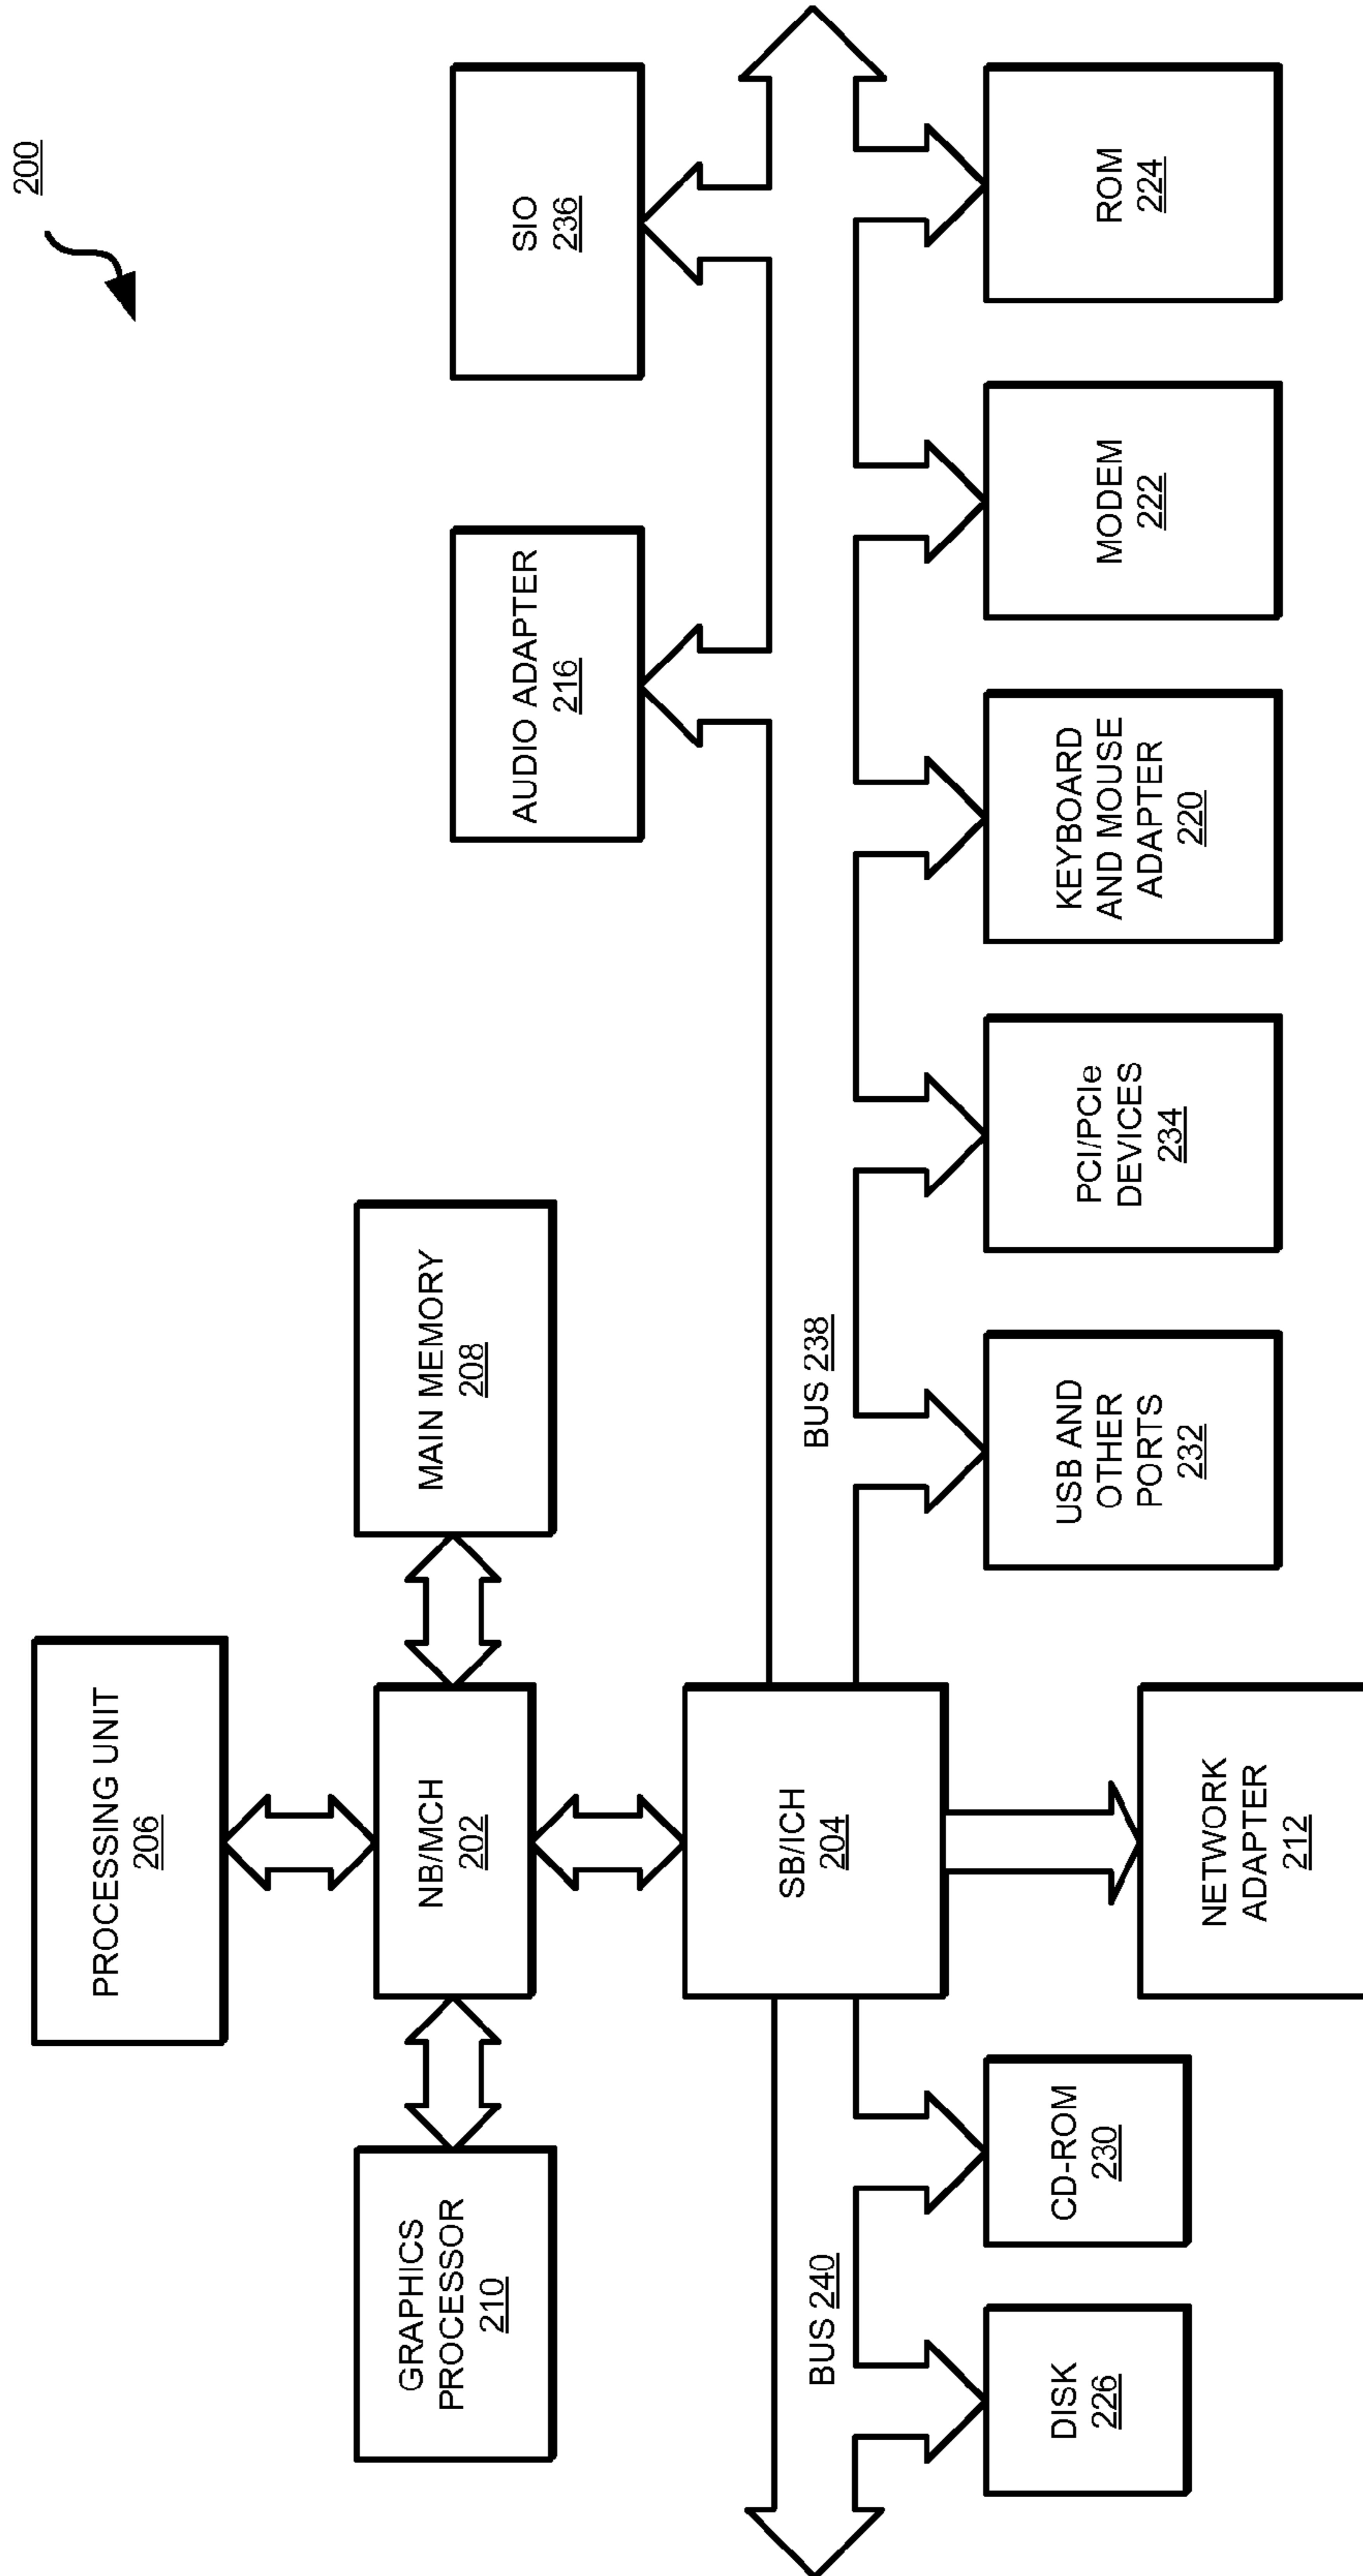 200
PROCESSING UNIT
206
GRAPHICS
PROCESSOR
210
NB/MCH
202
MAIN MEMORY
208
AUDIO ADAPTER
216
SIO
236
SB/ICH
204
BUS 240
BUS 238
DISK
226
CD-ROM
230
USB AND
OTHER
PORTS
232
PCI/PCIe
DEVICES
234
KEYBOARD
AND MOUSE
ADAPTER
220
MODEM
222
ROM
224
NETWORK
ADAPTER
212